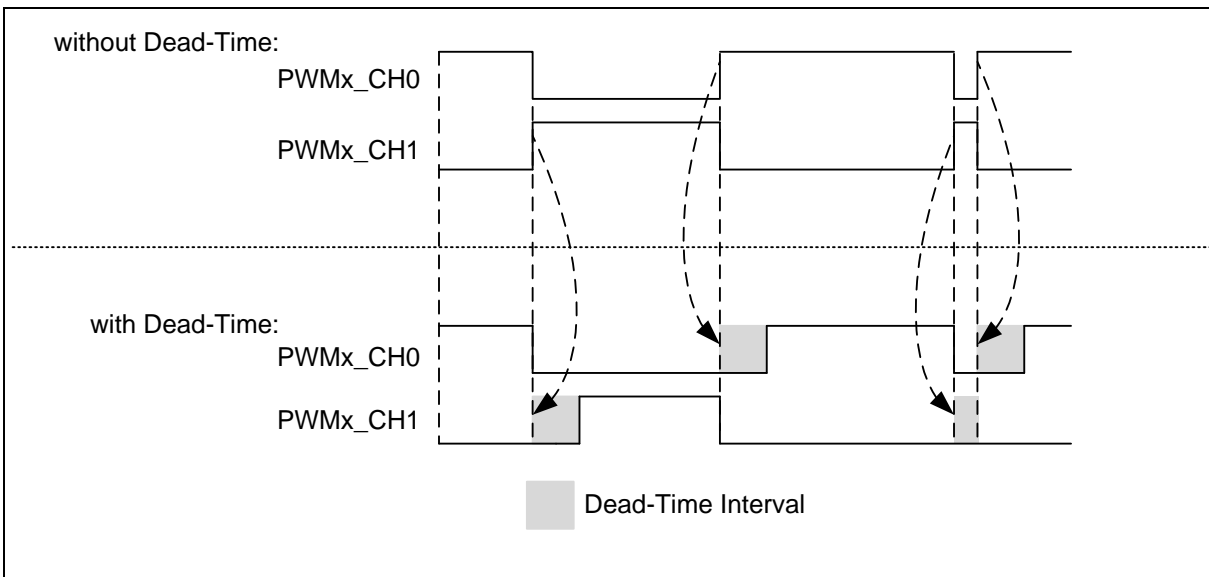 without Dead-Time:
PWMx_CH0
PWMx_CH1
with Dead-Time:
PWMx_CH0
PWMx_CH1
Dead-Time Interval